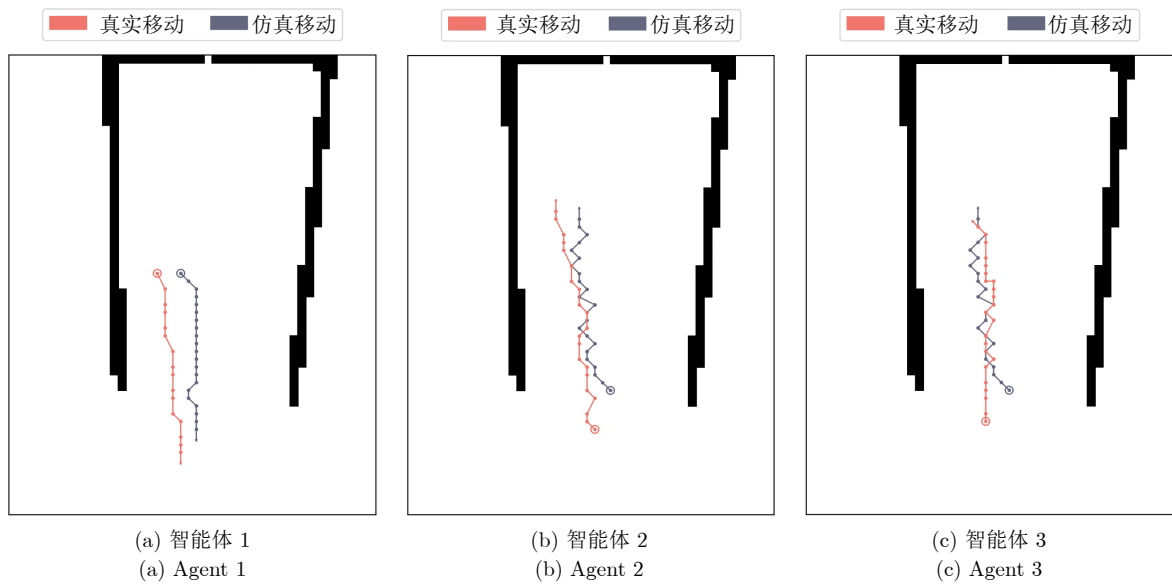 真实移动 仿真移动
真实移动 仿真移动
真实移动 仿真移动
(a) 智能体 1
(a) Agent 1
(b) 智能体 2
(b) Agent 2
(c) 智能体 3
(c) Agent 3